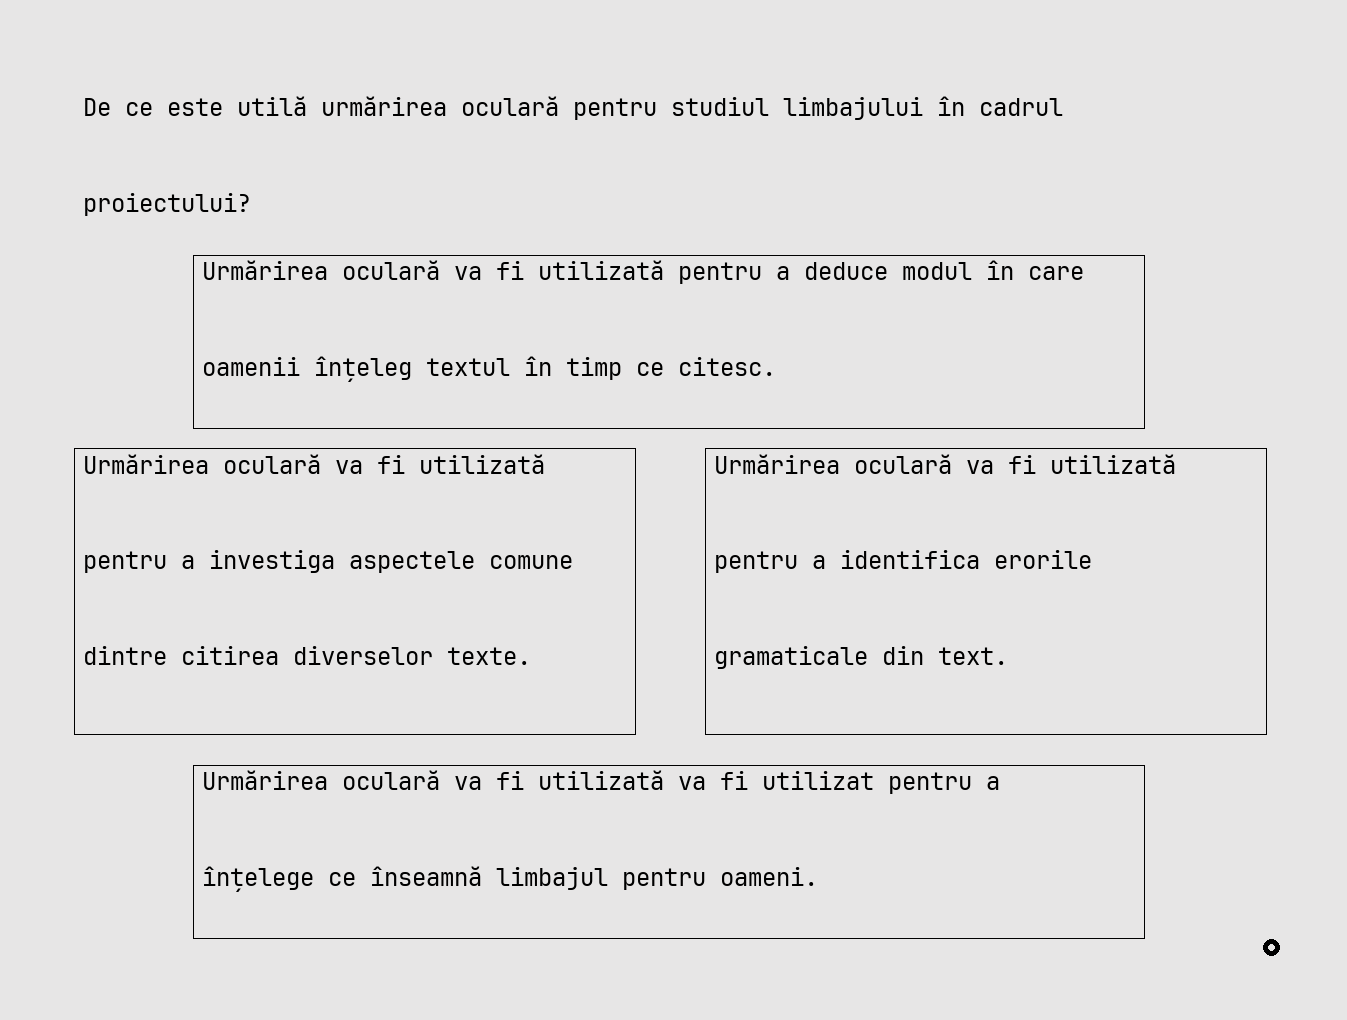 De ce este utilă urmărirea oculară pentru studiul limbajului în cadrul
proiectului?
Urmărirea oculară va fi utilizată pentru a deduce modul în care
oamenii înțeleg textul în timp ce citesc.
Urmărirea oculară va fi utilizată
pentru a investiga aspectele comune
dintre citirea diverselor texte.
Urmărirea oculară va fi utilizată
pentru a identifica erorile
gramaticale din text.
Urmărirea oculară va fi utilizată va fi utilizat pentru a
înțelege ce înseamnă limbajul pentru oameni.